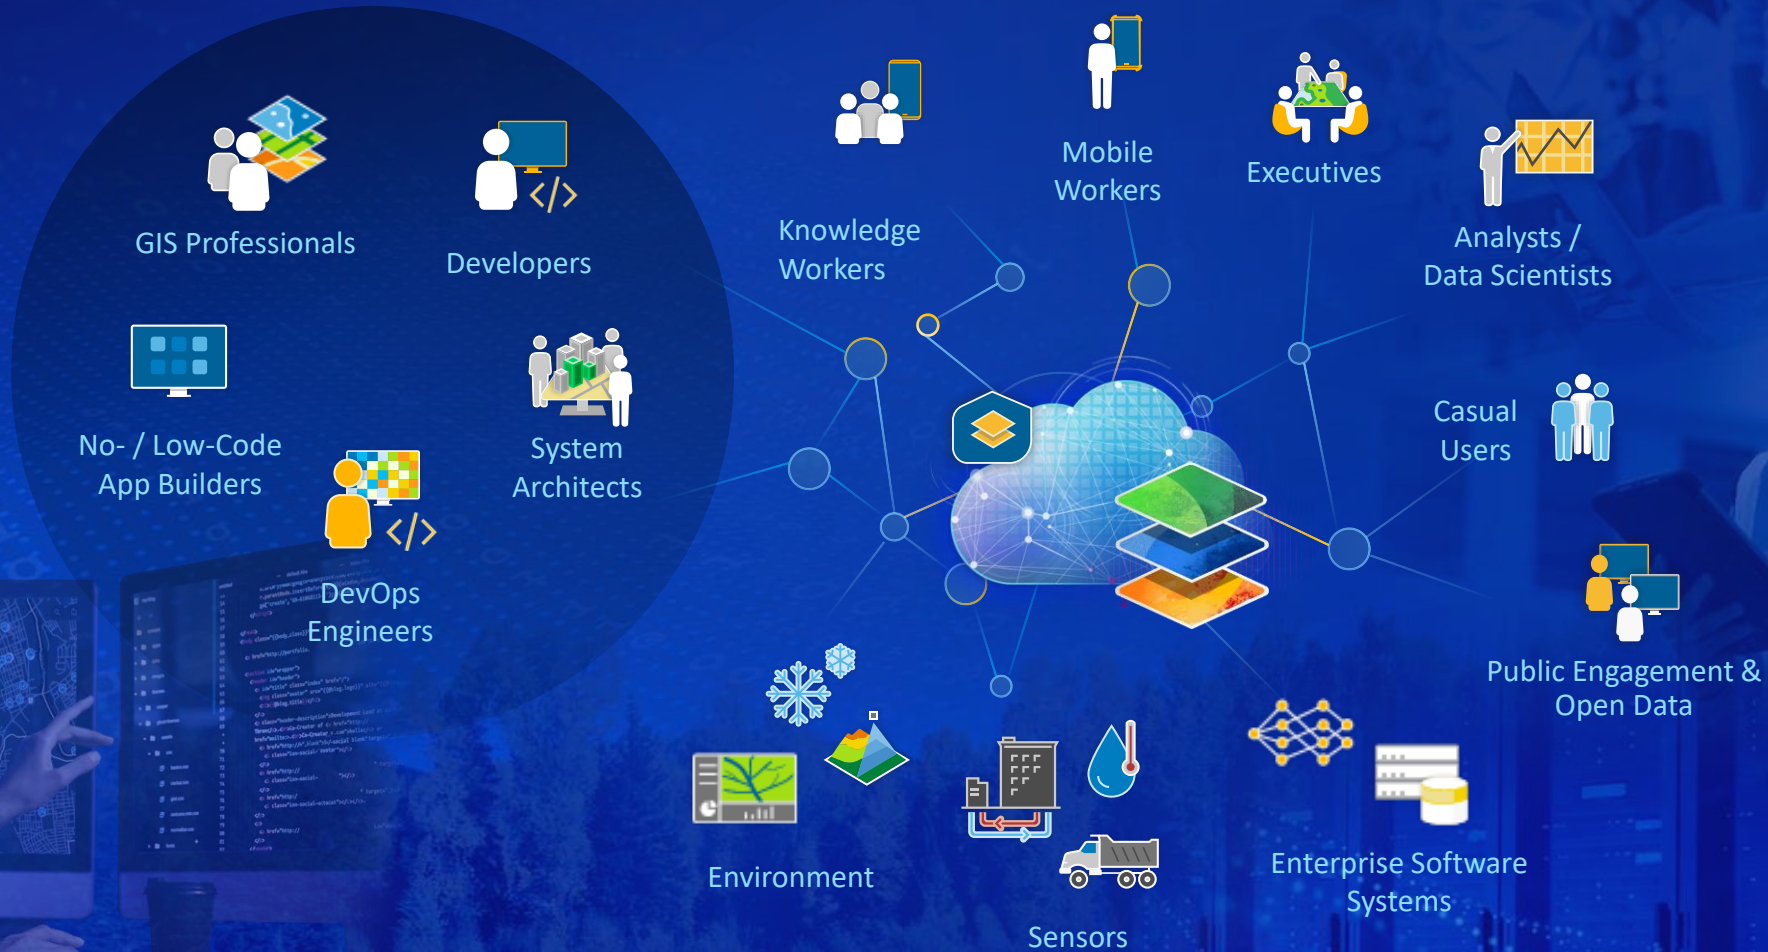 GIS Professionals
Developers
No- / Low-Code
App Builders
System
Architects
</>
</>
DevOps
Engineers
Knowledge
Workers
Mobile
Workers
Executives
Analysts /
Data Scientists
Casual
Users
Public Engagement &
Open Data
Environment
Sensors
Enterprise Software
Systems